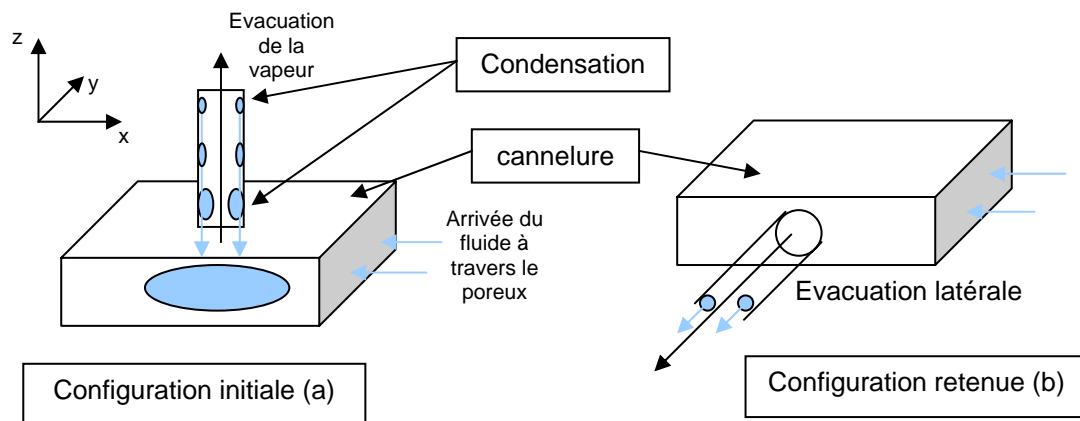 z
y
x
Evacuation
de la
vapeur
Condensation
cannelure
Arrivée du
fluide à
travers le
poreux
Evacuation latérale
Configuration initiale (a)
Configuration retenue (b)